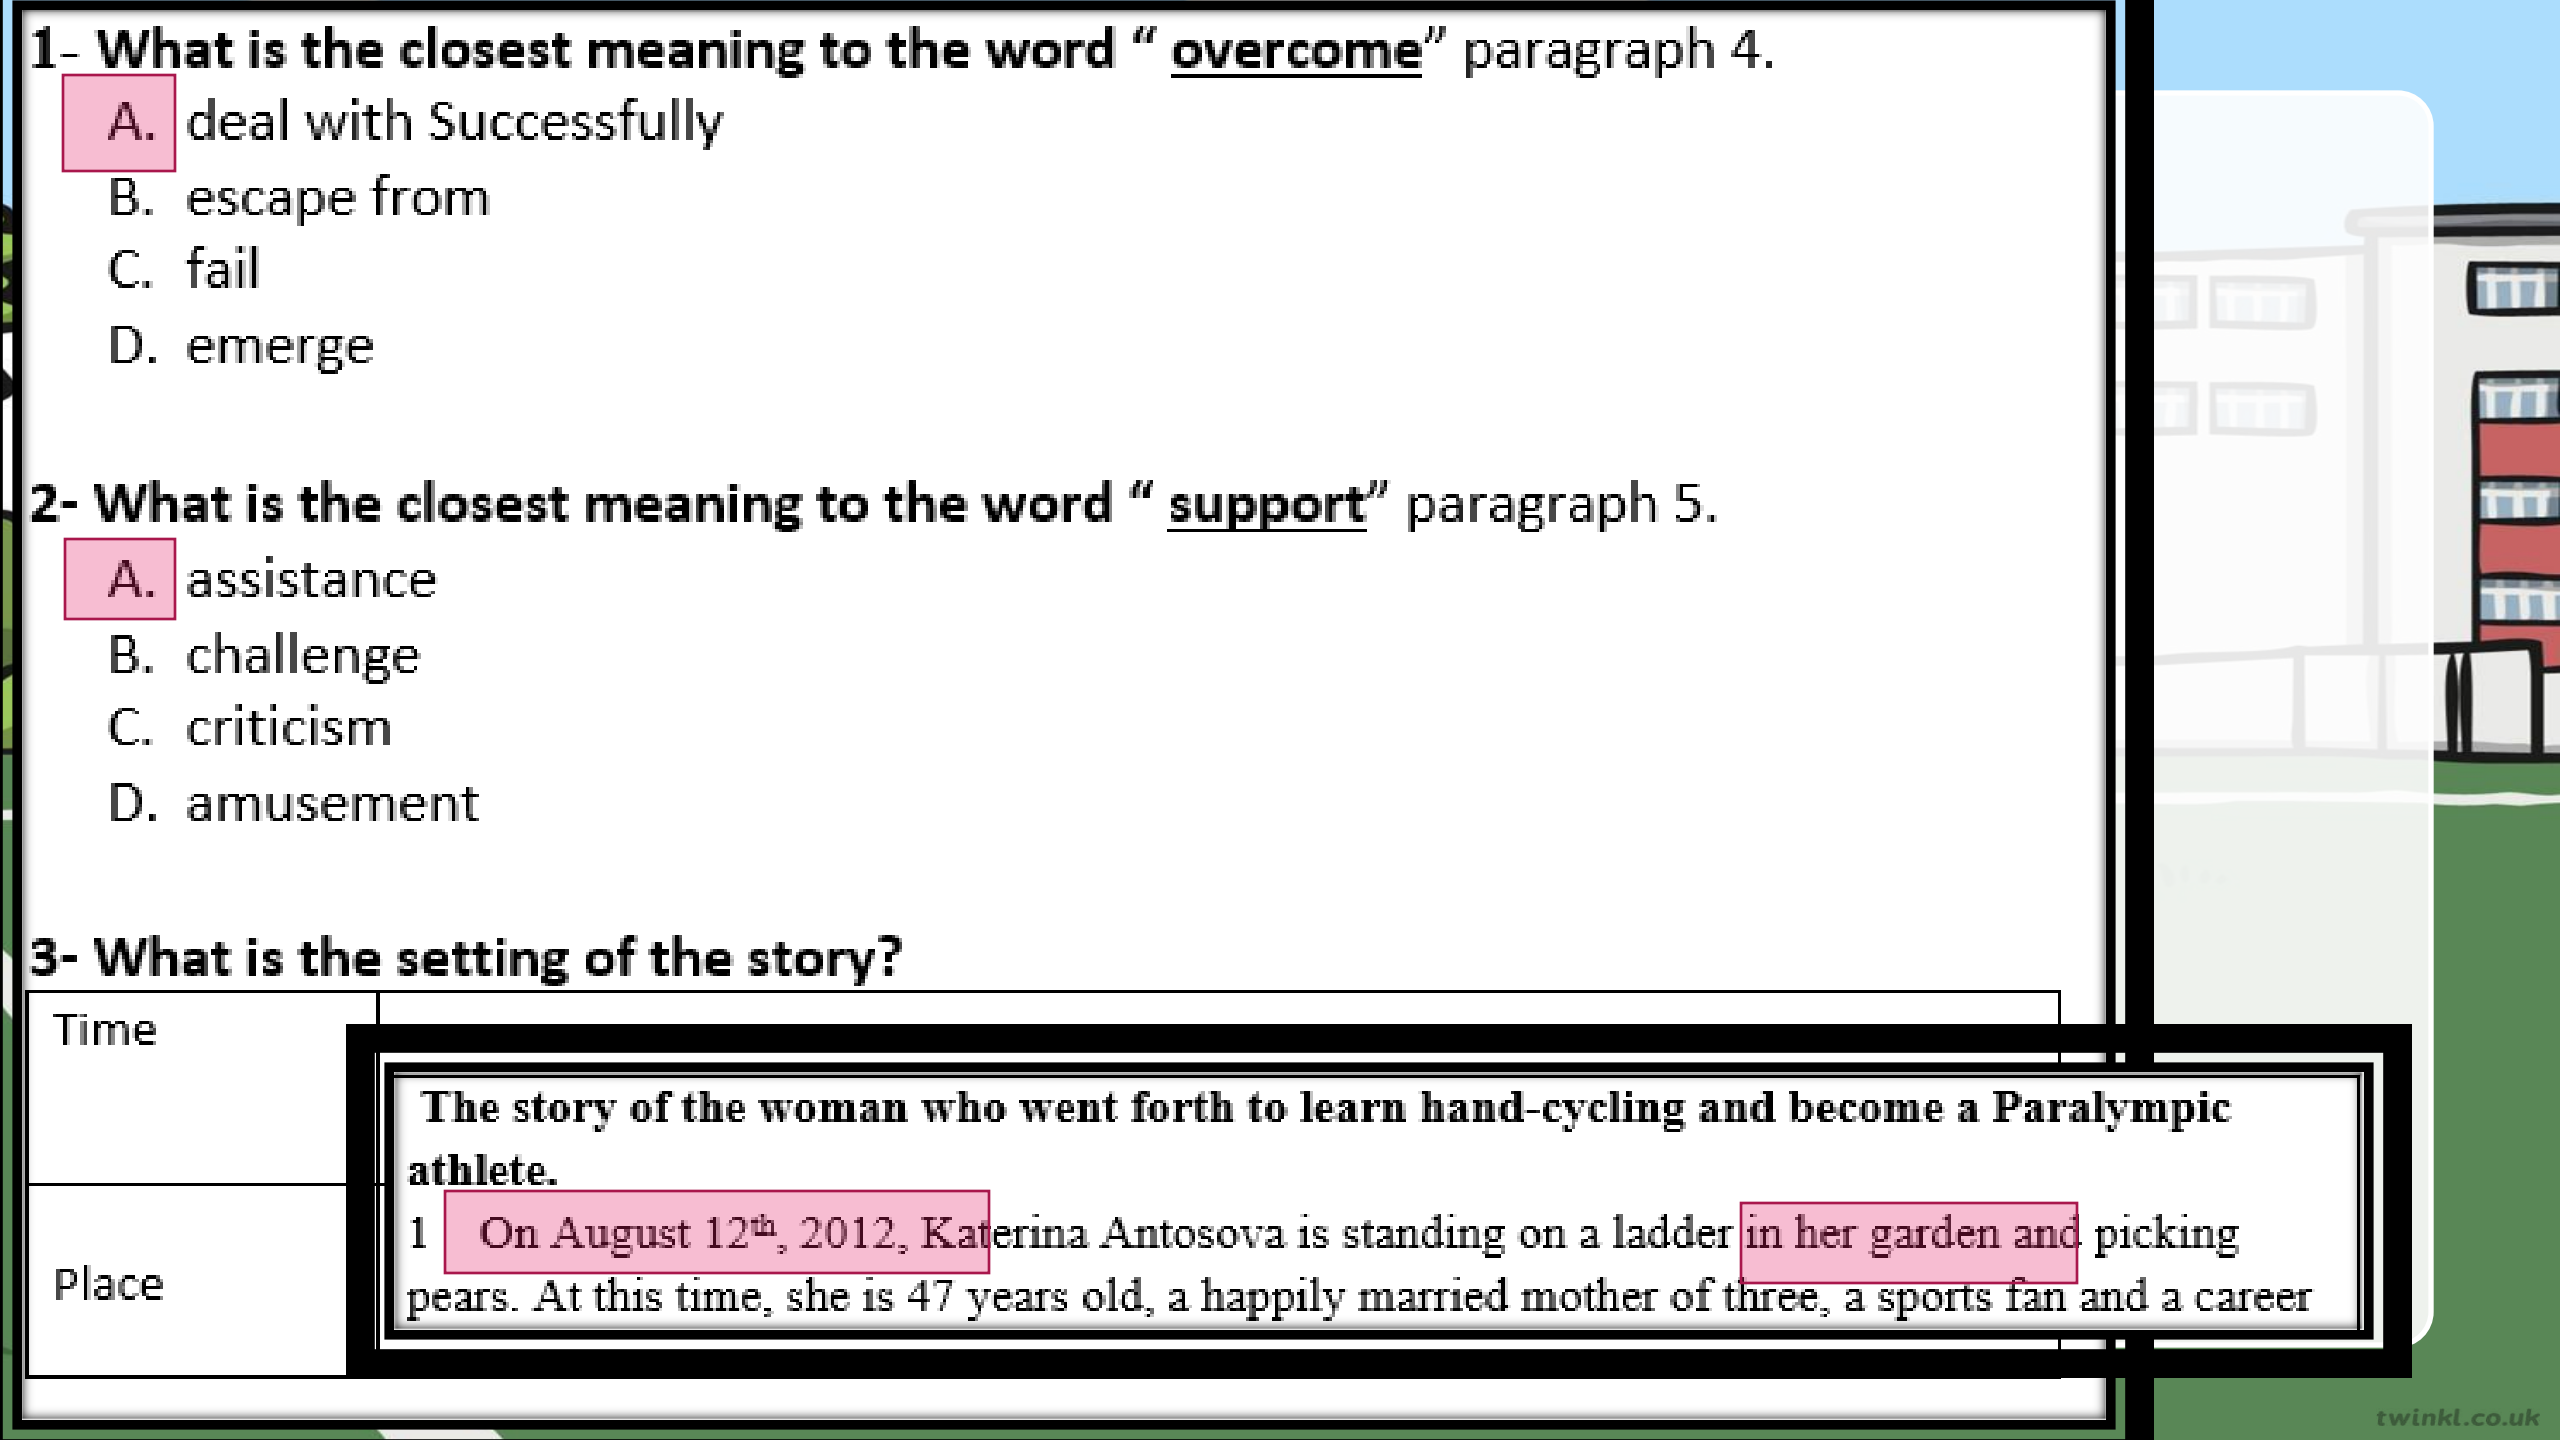 1- What is the closest meaning to the word “ overcome” paragraph 4.
A. deal with Successfully
B. escape from
C. fail
D. emerge
2- What is the closest meaning to the word “ support” paragraph 5.
A. assistance
B. challenge
C. criticism
D. amusement
3- What is the setting of the story?
Time
The story of the woman who went forth to learn hand-cycling and become a Paralympic
athlete.
1 On August 12th, 2012, Katerina Antosova is standing on a ladder in her garden and picking
pears. At this time, she is 47 years old, a happily married mother of three, a sports fan and a career
Place
twinkl.co.uk